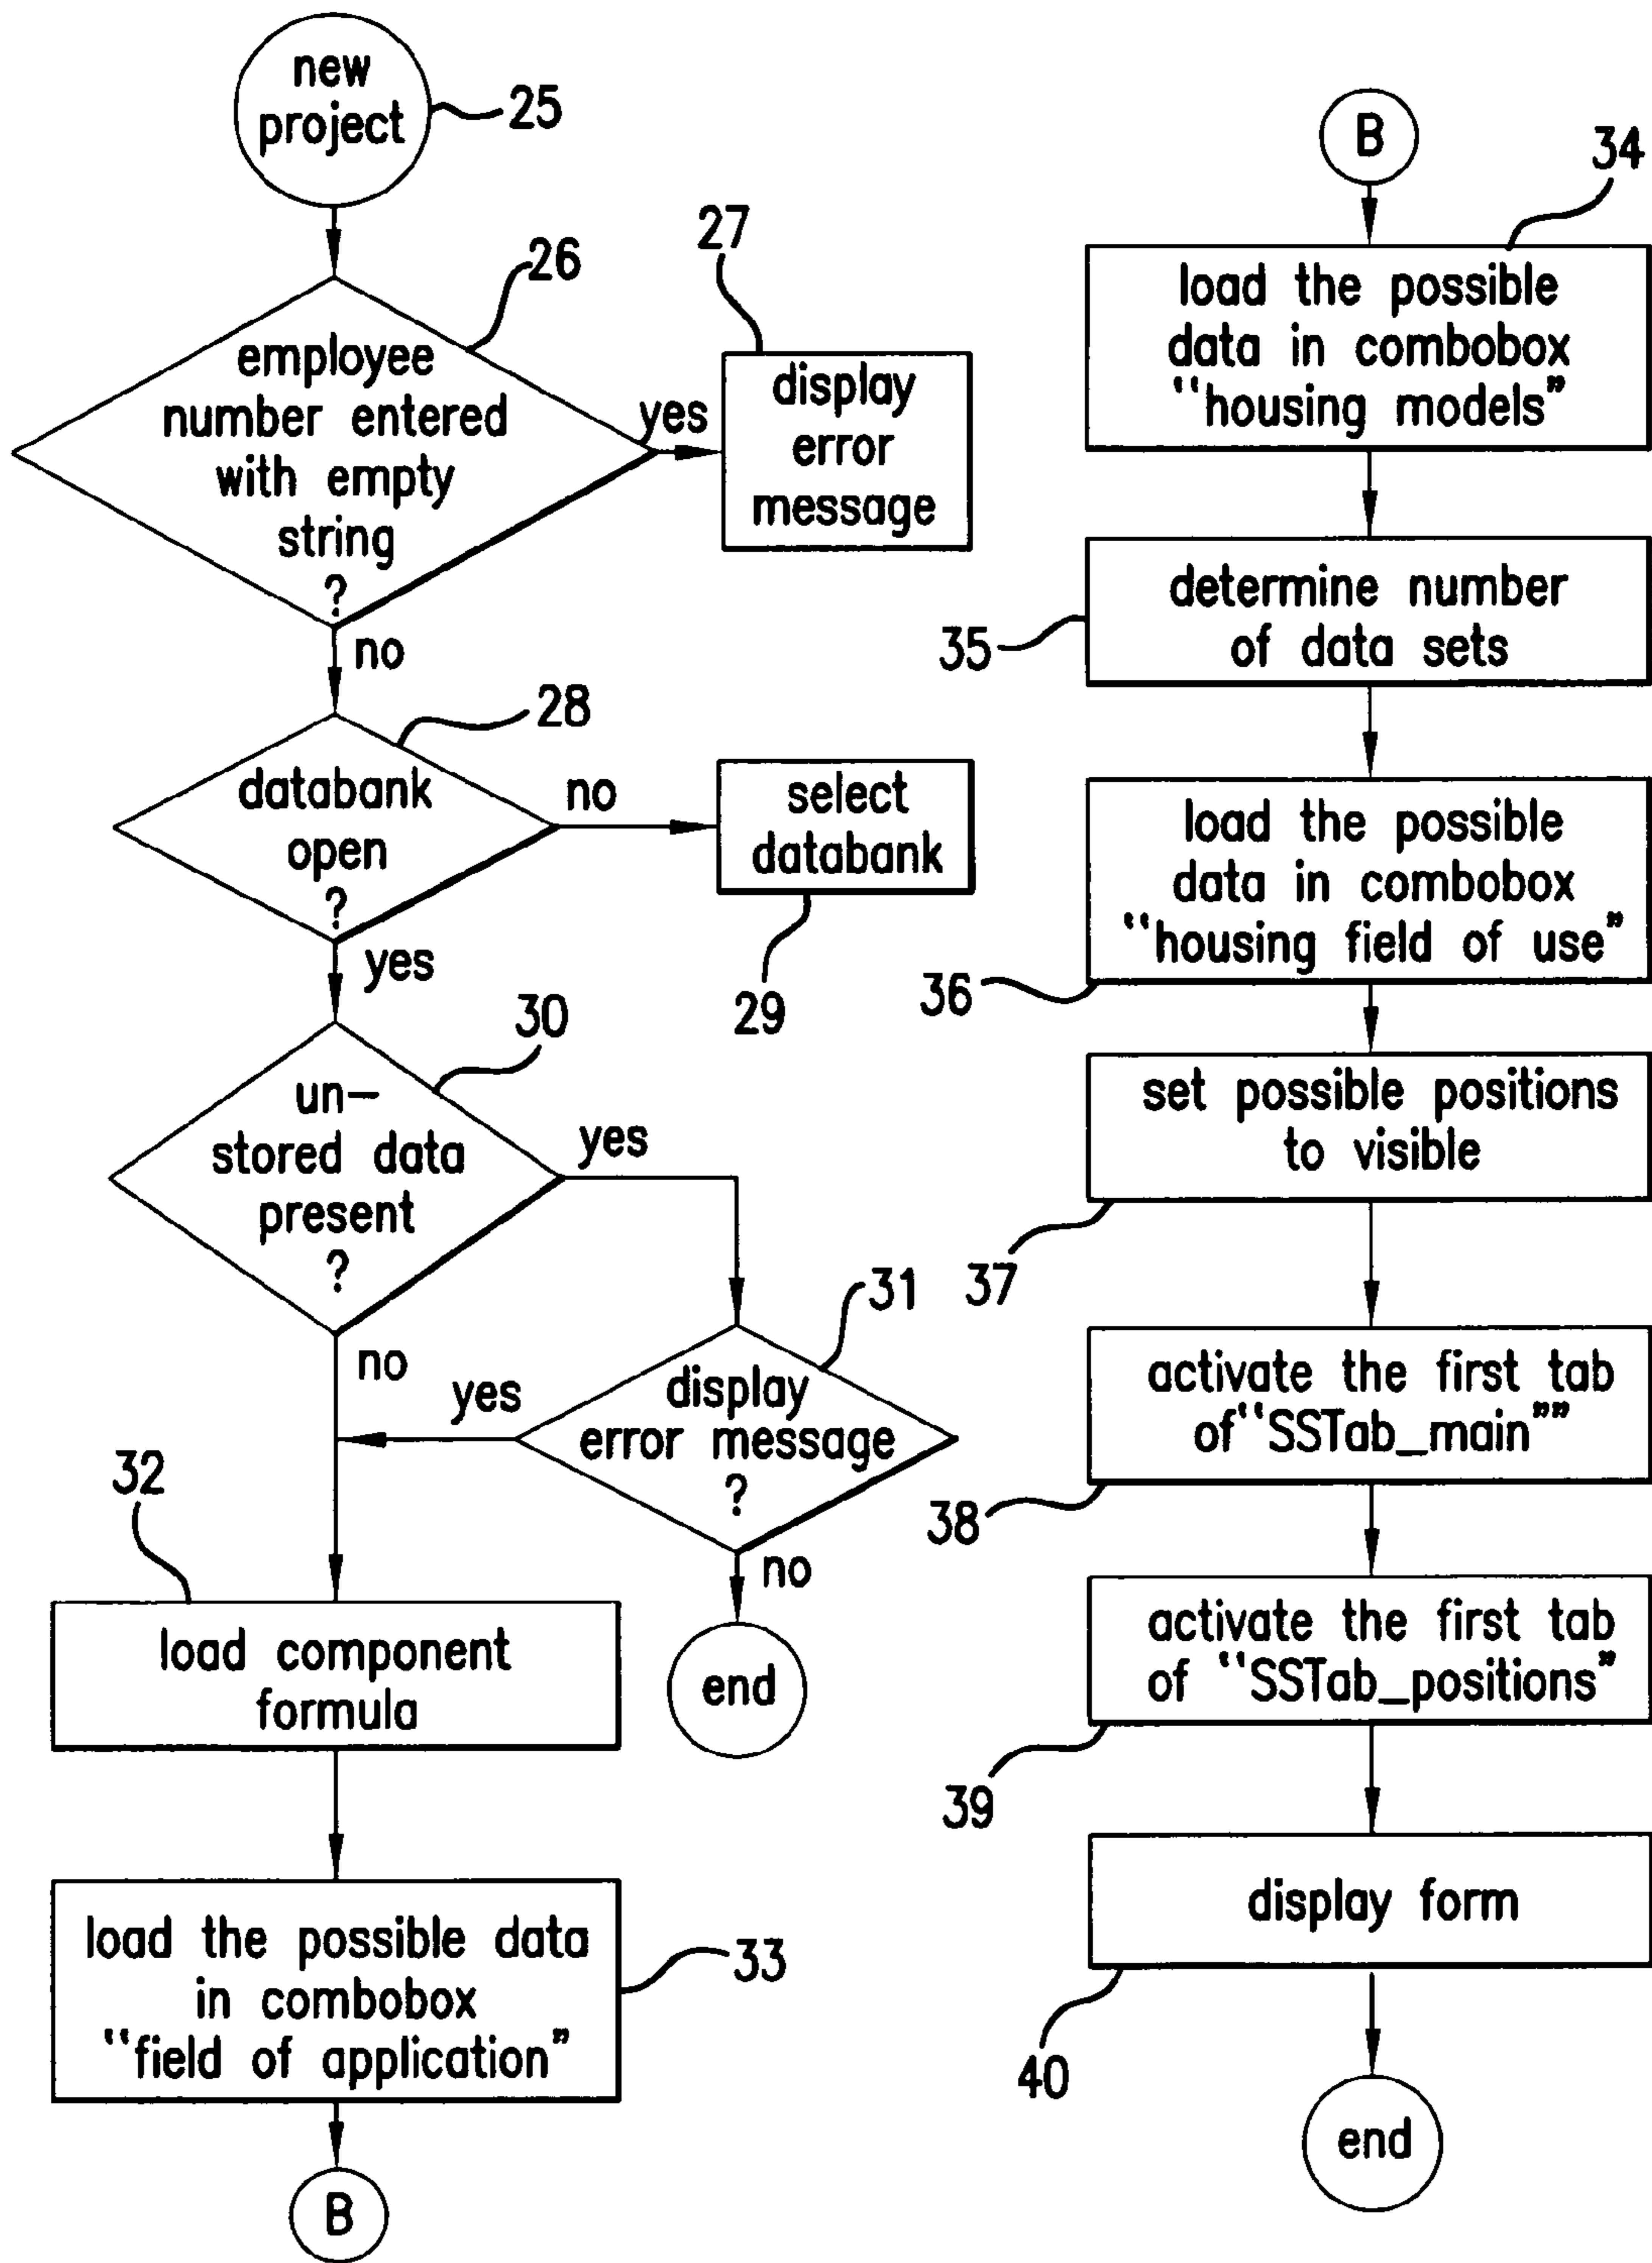 new
project
25
26
employee
number entered
with empty
string
?
yes
27
display
error
message
no
28
databank
open
?
no
select
databank
29
yes
30
un-
stored data
present
?
yes
31
display
error message
?
yes
no
end
no
32
load component
formula
load the possible data
in combobox
"field of application"
33
B
B
34
load the possible
data in combobox
"housing models"
determine number
of data sets
35
load the possible
data in combobox
"housing field of use"
36
set possible positions
to visible
37
activate the first tab
of"SSTab_main""
38
activate the first tab
of "SSTab_positions"
39
display form
40
end